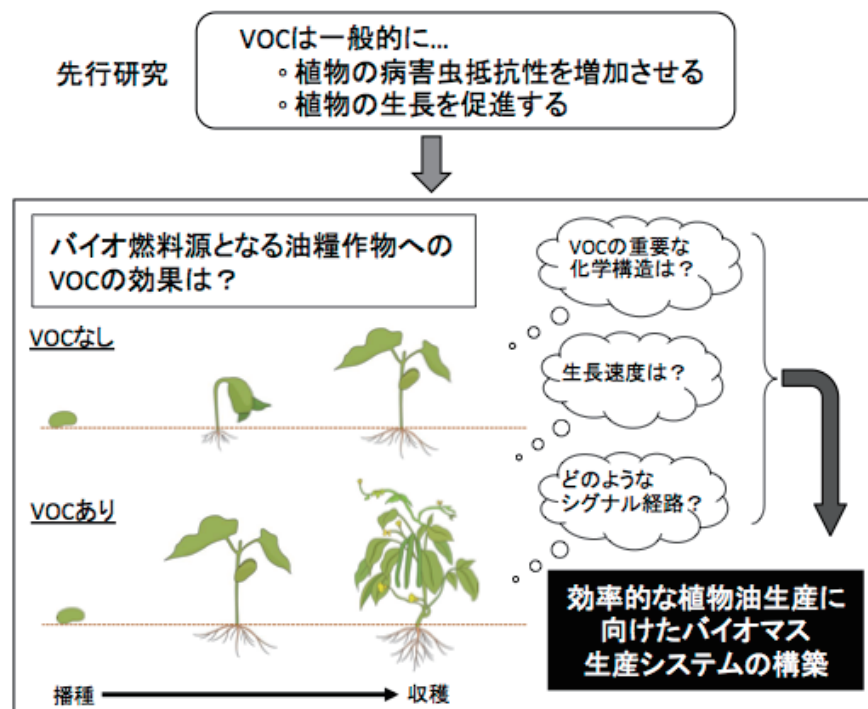 先行研究
VOCは一般的に…
◦ 植物の病害虫抵抗性を増加させる
◦ 植物の生長を促進する
バイオ燃料源となる油糧作物への
VOCの効果は？
VOCなし
VOCあり
播種
収穫
VOCの重要な
化学構造は？
生長速度は？
どのような
シグナル経路？
効率的な植物油生産に
向けたバイオマス
生産システムの構築